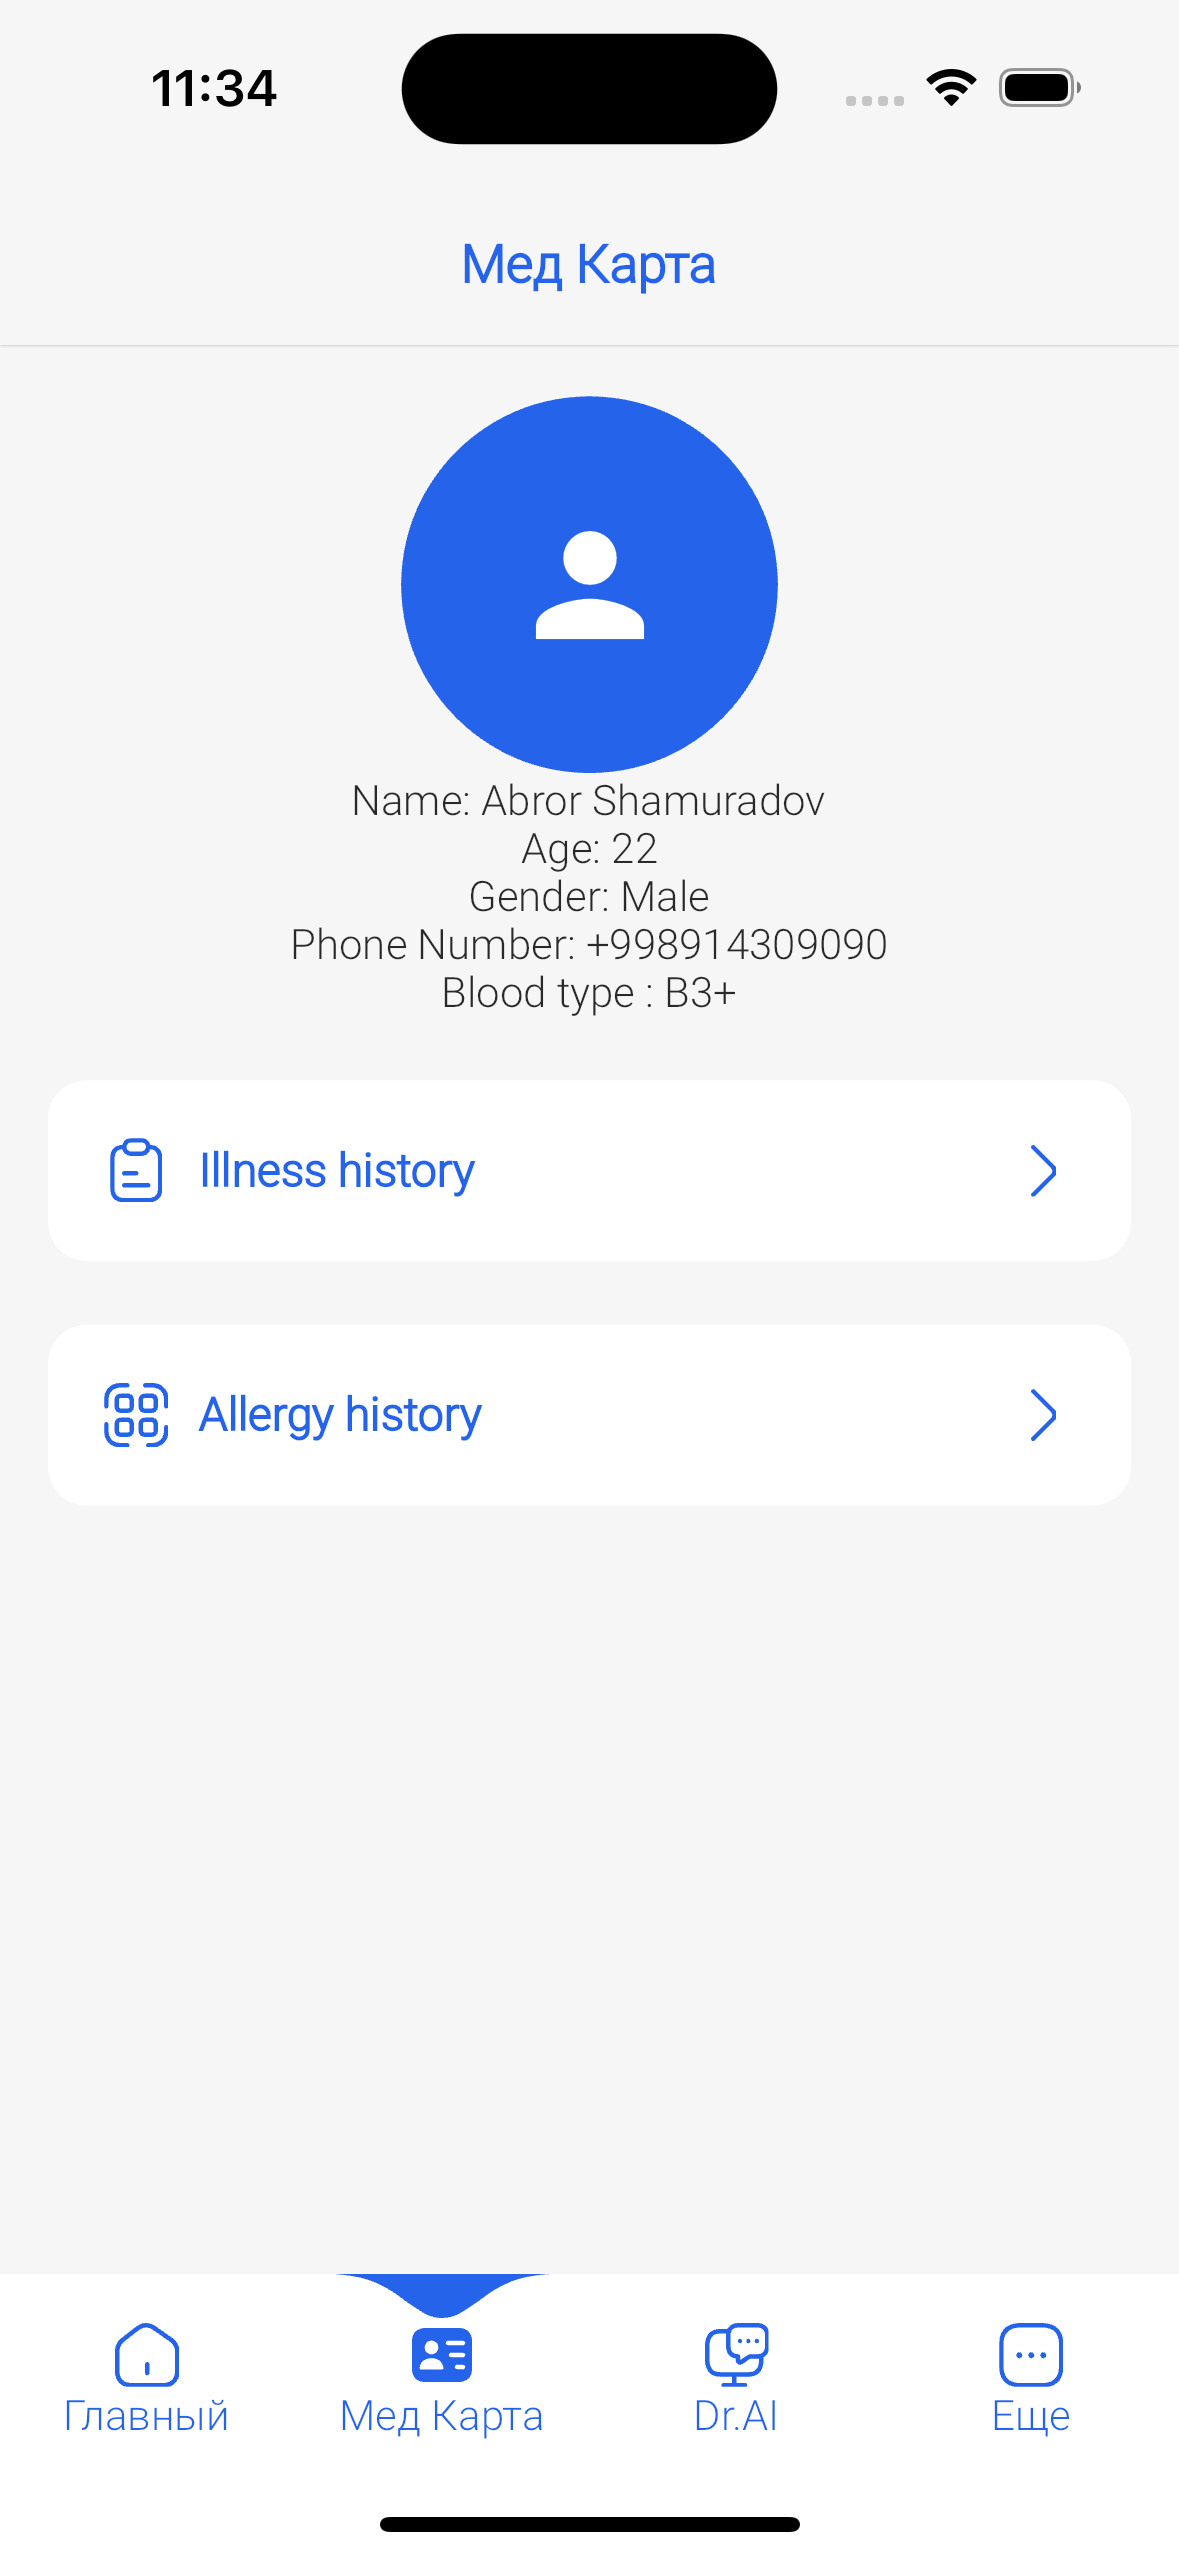 11:34
Мед Карта
Name: Abror Shamuradov
Age: 22
Gender: Male
Phone Number: +998914309090
Blood type : B3+
Illness history
Allergy history
Главный
Мед Карта
Dr.AI
Еще